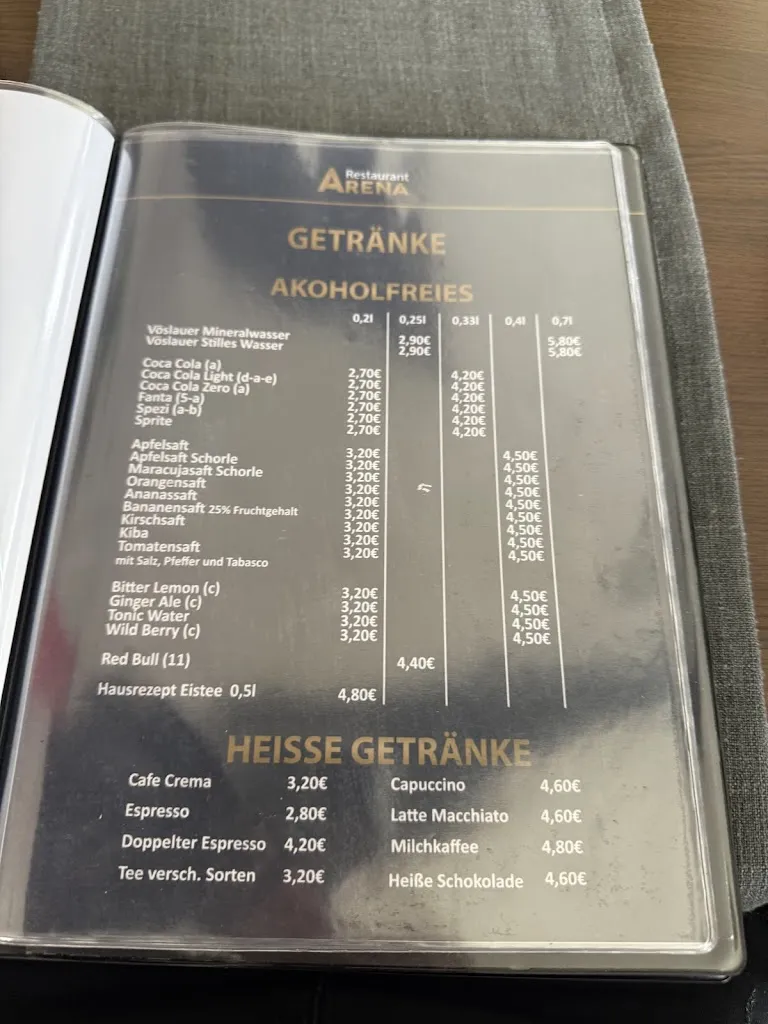 Restaurant
ARENA
GETRÄNKE
AKOHOLFREIES
0,2l 0,25l 0,33l 0,4l 0,7l
Vöslauer Mineralwasser 2,90€ 5,80€
Vöslauer Stilles Wasser 2,90€ 5,80€
Coca Cola (a) 2,70€ 4,20€
Coca Cola Light (d-a-e) 2,70€ 4,20€
Coca Cola Zero (a) 2,70€ 4,20€
Fanta (5-a) 2,70€ 4,20€
Spezi (a-b) 2,70€ 4,20€
Sprite 2,70€ 4,20€
Apfelsaft 3,20€ 4,50€
Apfelsaft Schorle 3,20€ 4,50€
Maracujasaft Schorle 3,20€ 4,50€
Orangensaft 3,20€ 4,50€
Ananassaft 3,20€ 4,50€
Bananensaft 25% Fruchtgehalt 3,20€ 4,50€
Kirschsaft 3,20€ 4,50€
Kiba 3,20€ 4,50€
Tomatensaft 3,20€ 4,50€
mit Salz, Pfeffer und Tabasco
Bitter Lemon (c) 3,20€ 4,50€
Ginger Ale (c) 3,20€ 4,50€
Tonic Water 3,20€ 4,50€
Wild Berry (c) 3,20€ 4,50€
Red Bull (11) 4,40€
Hausrezept Eistee 0,5l 4,80€
HEISSE GETRÄNKE
Cafe Crema 3,20€ Capuccino 4,60€
Espresso 2,80€ Latte Macchiato 4,60€
Doppelter Espresso 4,20€ Milchkaffee 4,80€
Tee versch. Sorten 3,20€ Heiße Schokolade 4,60€